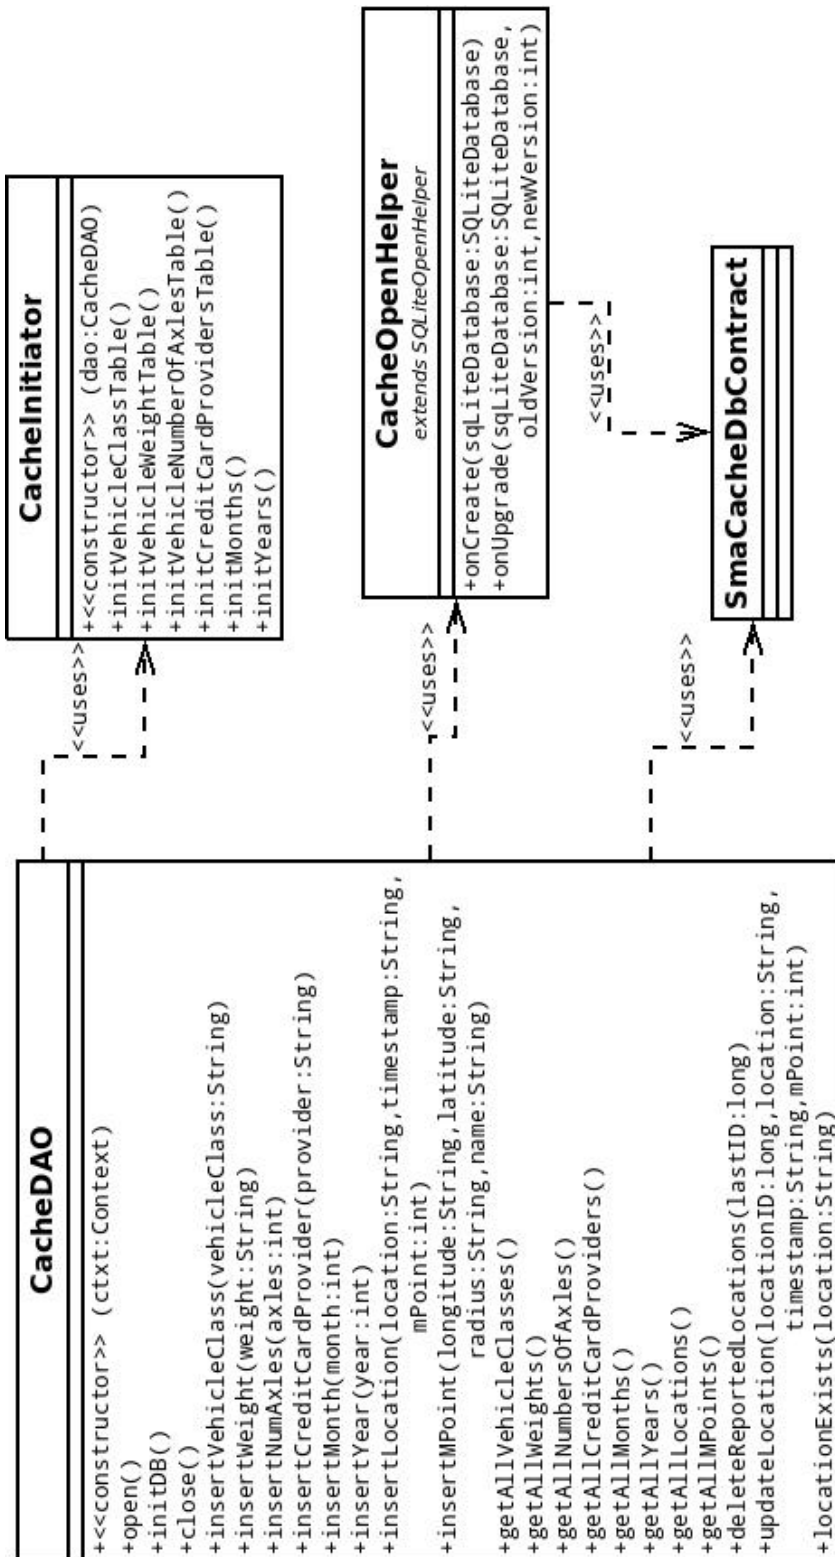 CacheDAO
+<<constructor>> (ctxt:Context)
+open()
+initDB()
+close()
+insertVehicleClass(vehicleClass:String)
+insertWeight(weight:String)
+insertNumAxles(axles:int)
+insertCreditCardProvider(provider:String)
+insertMonth(month:int)
+insertYear(year:int)
+insertLocation(location:String,timestamp:String,
mPoint:int)
+insertMPoint(longitude:String,latitude:String,
radius:String,name:String)
+getAllVehicleClasses()
+getAllWeights()
+getAllNumbersOfAxles()
+getAllCreditCardProviders()
+getAllMonths()
+getAllYears()
+getAllLocations()
+getAllMPoints()
+deleteReportedLocations(lastID:long)
+updateLocation(locationID:long,location:String,
timestamp:String,mPoint:int)
+locationExists(location:String)
<<uses>>
<<uses>>
<<uses>>
CacheInitiator
+<<constructor>> (dao:CacheDAO)
+initVehicleClassTable()
+initVehicleWeightTable()
+initVehicleNumberOfAxlesTable()
+initCreditCardProvidersTable()
+initMonths()
+initYears()
CacheOpenHelper
extends SQLiteOpenHelper
+onCreate(sqLiteDatabase:SQLiteDatabase)
+onUpgrade(sqLiteDatabase:SQLiteDatabase,
oldVersion:int,newVersion:int)
<<uses>>
SmaCacheDbContract